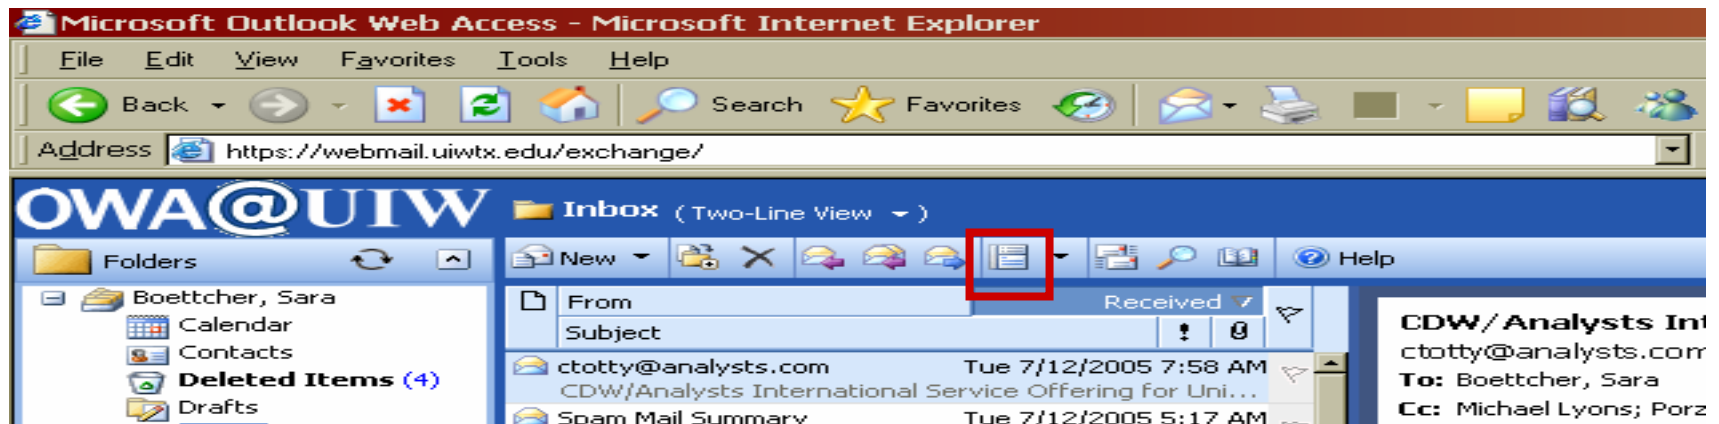 Microsoft Outlook Web Access - Microsoft Internet Explorer
File Edit View Favorites Tools Help
Back Search Favorites
Address https://webmail.uiwtx.edu/exchange/
OWA@UIW Inbox (Two-Line View )
Folders New Help
Boettcher, Sara
Calendar
Contacts
Deleted Items (4)
Drafts
From Received
Subject ! 
ctotty@analysts.com Tue 7/12/2005 7:58 AM
CDW/Analysts International Service Offering for Uni...
Spam Mail Summary Tue 7/12/2005 5:17 AM
CDW/Analysts Int
ctotty@analysts.com
To: Boettcher, Sara
Cc: Michael Lyons; Porz